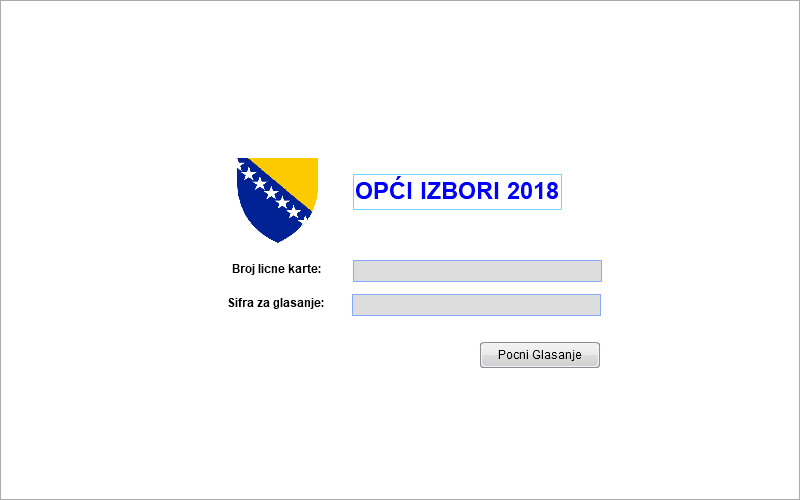 OPĆI IZBORI 2018
Broj licne karte:
Sifra za glasanje:
Pocni Glasanje